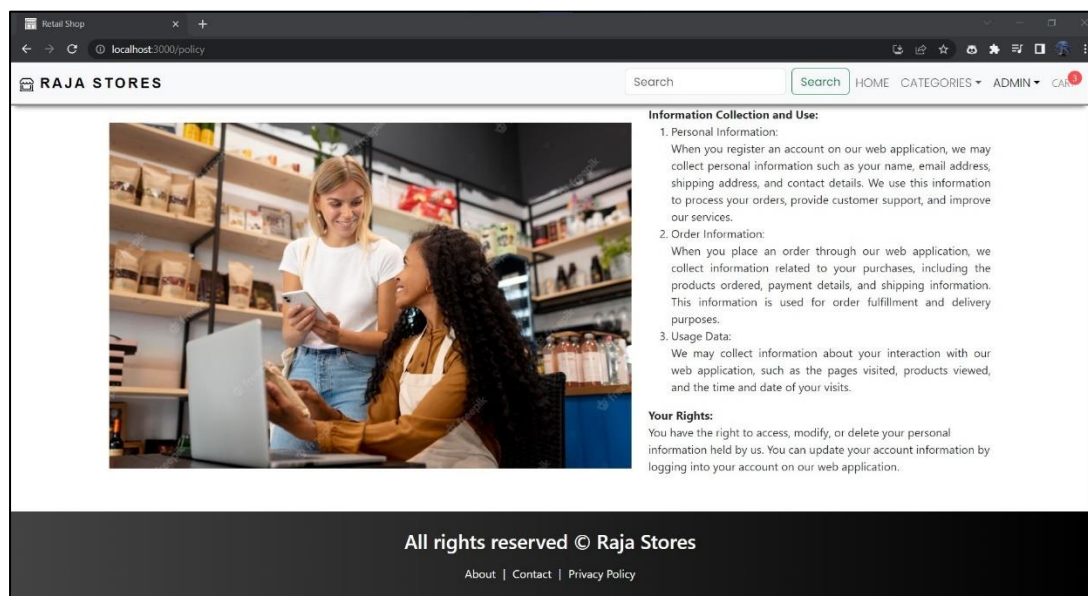 Retail Shop
localhost:3000/policy
RAJA STORES
Search
Search
HOME
CATEGORIES
ADMIN
3
Information Collection and Use:
1. Personal Information:
When you register an account on our web application, we may
collect personal information such as your name, email address,
shipping address, and contact details. We use this information
to process your orders, provide customer support, and improve
our services.
2. Order Information:
When you place an order through our web application, we
collect information related to your purchases, including the
products ordered, payment details, and shipping information.
This information is used for order fulfillment and delivery
purposes.
3. Usage Data:
We may collect information about your interaction with our
web application, such as the pages visited, products viewed,
and the time and date of your visits.
Your Rights:
You have the right to access, modify, or delete your personal
information held by us. You can update your account information by
logging into your account on our web application.
All rights reserved © Raja Stores
About | Contact | Privacy Policy